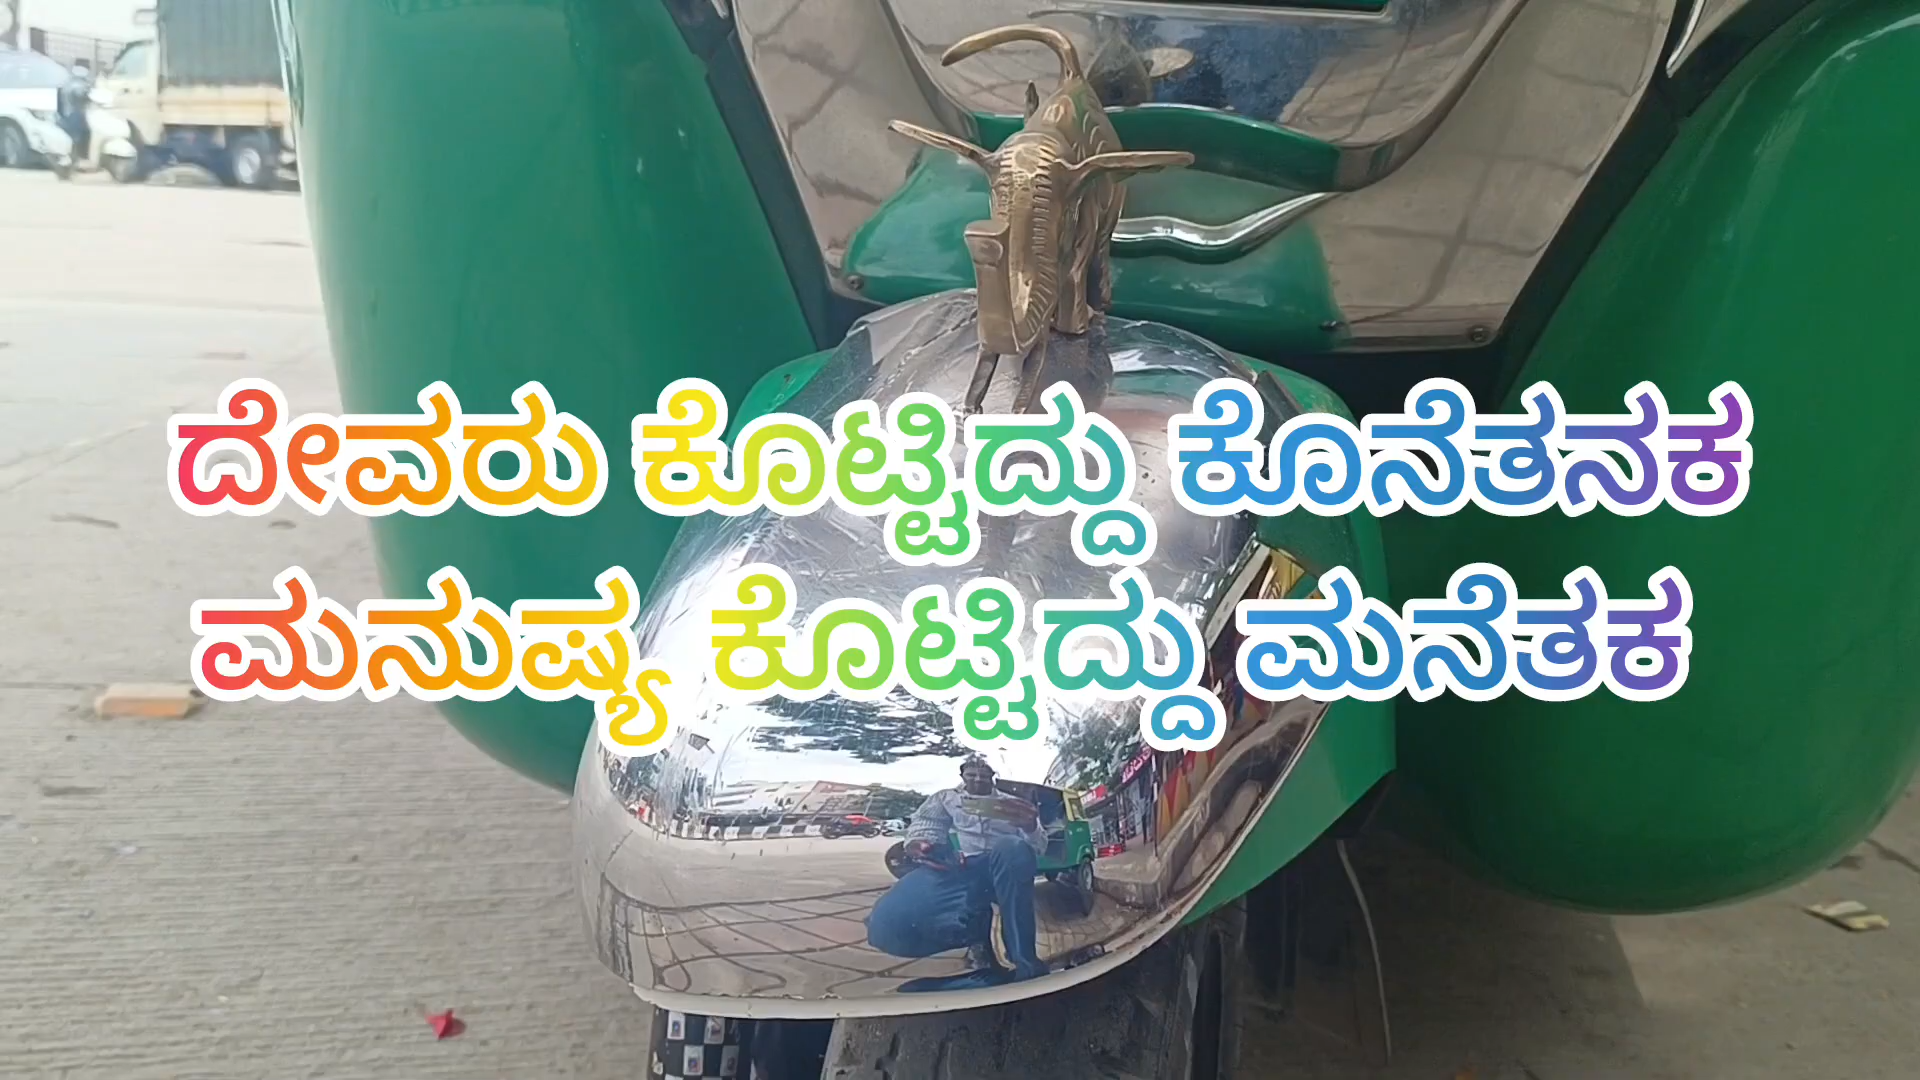 ದೇವರು ಕೊಟ್ಟಿದ್ದು ಕೊನೆತನಕ
ಮನುಷ್ಯ ಕೊಟ್ಟಿದ್ದು ಮನೆತಕ